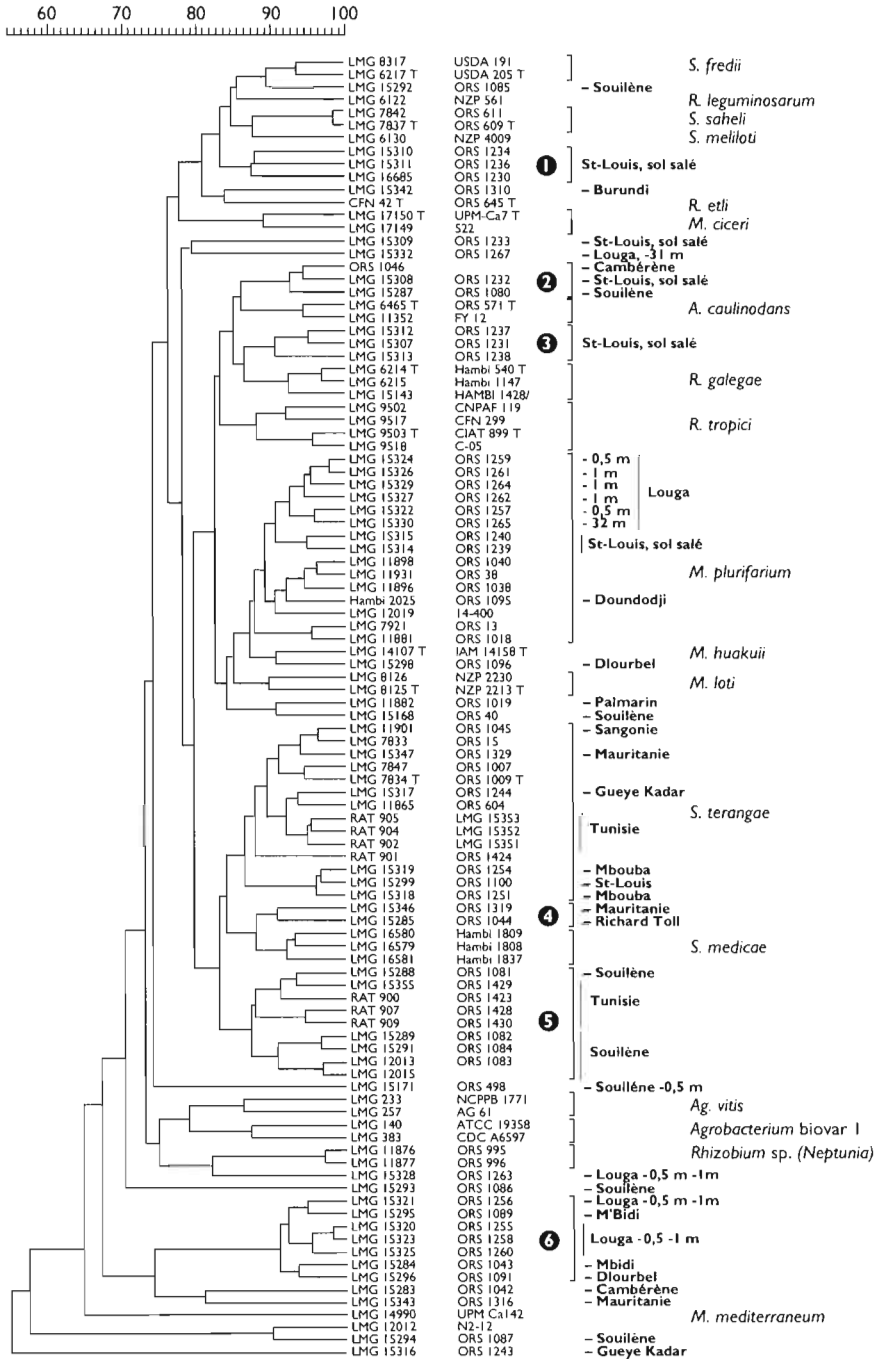 60 70 80 90 100
LMG 8317 USDA 191
S. fredii
LMG 6217 T USDA 205 T
LMG 15292 ORS 1085 – Souilène
LMG 6122 NZP 561 R. leguminosarum
LMG 7842 ORS 611
S. saheli
LMG 7837 T ORS 609 T
LMG 6130 NZP 4009 S. meliloti
LMG 15310 ORS 1234
LMG 15311 ORS 1236 1 St-Louis, sol salé
LMG 16685 ORS 1230
LMG 15342 ORS 1310 – Burundi
CFN 42 T ORS 645 T R. etli
LMG 17150 T UPM-Ca7 T
M. ciceri
LMG 17149 522
LMG 15309 ORS 1233 – St-Louis, sol salé
LMG 15332 ORS 1267 – Louga, -31 m
ORS 1046 – Cambérène
LMG 15308 ORS 1232 2 – St-Louis, sol salé
LMG 15287 ORS 1080 – Souilène
LMG 6465 T ORS 571 T
A. caulinodans
LMG 11352 FY 12
LMG 15312 ORS 1237
LMG 15307 ORS 1231 3 St-Louis, sol salé
LMG 15313 ORS 1238
LMG 6214 T Hambi 540 T
LMG 6215 Hambi 1147 R. galegae
LMG 15143 HAMBI 1428/
LMG 9502 CNPAF 119
LMG 9517 CFN 299 R. tropici
LMG 9503 T CIAT 899 T
LMG 9518 C-05
LMG 15324 ORS 1259 - 0,5 m
LMG 15326 ORS 1261 - 1 m
LMG 15329 ORS 1264 - 1 m Louga
LMG 15327 ORS 1262 - 1 m
LMG 15322 ORS 1257 - 0,5 m
LMG 15330 ORS 1265 - 32 m
LMG 15315 ORS 1240
St-Louis, sol salé
LMG 15314 ORS 1239
LMG 11898 ORS 1040
LMG 11931 ORS 38 M. plurifarium
LMG 11896 ORS 1038
Hambi 2025 ORS 1095 – Doundodji
LMG 12019 14-400
LMG 7921 ORS 13
LMG 11881 ORS 1018
LMG 14107 T IAM 14158 T M. huakuii
LMG 15298 ORS 1096 – Dlourbel
LMG 8126 NZP 2230
M. loti
LMG 8125 T NZP 2213 T
LMG 11882 ORS 1019 – Palmarin
LMG 15168 ORS 40 – Souilène
LMG 11901 ORS 1045 – Sangonie
LMG 7833 ORS 15
LMG 15347 ORS 1329 – Mauritanie
LMG 7847 ORS 1007
LMG 7834 T ORS 1009 T
LMG 15317 ORS 1244 – Gueye Kadar
LMG 11865 ORS 604 S. terangae
RAT 905 LMG 15353
RAT 904 LMG 15352 Tunisie
RAT 902 LMG 15351
RAT 901 ORS 1424
LMG 15319 ORS 1254 – Mbouba
LMG 15299 ORS 1100 – St-Louis
LMG 15318 ORS 1251 – Mbouba
LMG 15346 ORS 1319 4 – Mauritanie
LMG 15285 ORS 1044 – Richard Toll
LMG 16580 Hambi 1809
LMG 16579 Hambi 1808 S. medicae
LMG 16581 Hambi 1837
LMG 15288 ORS 1081 – Souilène
LMG 15355 ORS 1429
RAT 900 ORS 1423 Tunisie
RAT 907 ORS 1428
RAT 909 ORS 1430 5
LMG 15289 ORS 1082
LMG 15291 ORS 1084 Souilène
LMG 12013 ORS 1083
LMG 12015
LMG 15171 ORS 498 – Souiléne -0,5 m
LMG 233 NCPPB 1771
Ag. vitis
LMG 257 AG 61
LMG 140 ATCC 19358
Agrobacterium biovar 1
LMG 383 CDC A6597
LMG 11876 ORS 995
Rhizobium sp. (Neptunia)
LMG 11877 ORS 996
LMG 15328 ORS 1263 – Louga -0,5 m -1m
LMG 15293 ORS 1086 – Souilène
LMG 15321 ORS 1256 – Louga -0,5 m -1m
LMG 15295 ORS 1089 – M'Bidi
LMG 15320 ORS 1255
LMG 15323 ORS 1258 6 Louga -0,5 -1 m
LMG 15325 ORS 1260
LMG 15284 ORS 1043 – Mbidi
LMG 15296 ORS 1091 – Dlourbel
LMG 15283 ORS 1042 – Cambérène
LMG 15343 ORS 1316 – Mauritanie
LMG 14990 UPM Ca142 M. mediterraneum
LMG 12012 N2-12
LMG 15294 ORS 1087 – Souilène
LMG 15316 ORS 1243 – Gueye Kadar